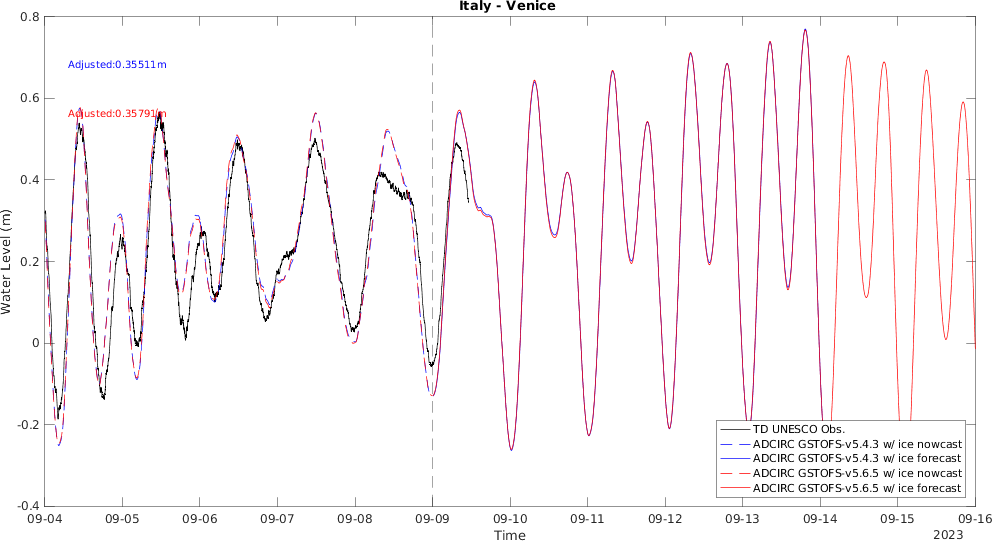 Italy - Venice
0.8
0.6
0.4
0.2
0
-0.2
-0.4
Water Level (m)
Adjusted:0.35511m
Adjusted:0.35791m
TD UNESCO Obs.
ADCIRC GSTOFS-v5.4.3 w/ ice nowcast
ADCIRC GSTOFS-v5.4.3 w/ ice forecast
ADCIRC GSTOFS-v5.6.5 w/ ice nowcast
ADCIRC GSTOFS-v5.6.5 w/ ice forecast
09-04 09-05 09-06 09-07 09-08 09-09 09-10 09-11 09-12 09-13 09-14 09-15 09-16
Time
2023